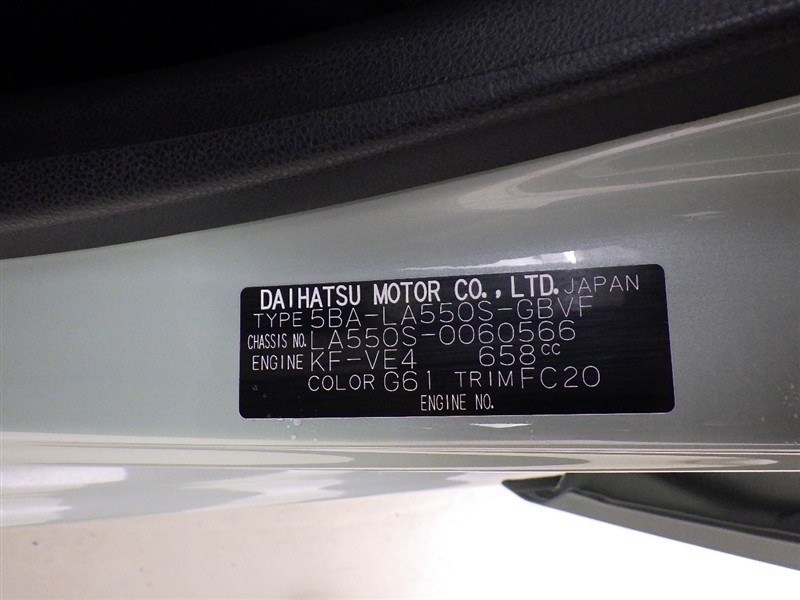 DAIHATSU MOTOR CO., LTD. JAPAN
TYPE 5BA-LA550S-GBVF
CHASSIS NO. LA550S-0060566
ENGINE KF-VE4 658CC
COLOR G61 TRIM FC20
ENGINE NO.